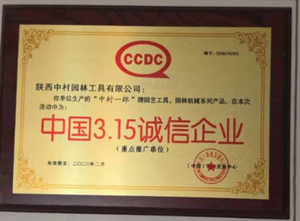 CCDC
陕西中村园林工具有限公司:
你单位生产的“中村一郎”牌园艺工具、园林机械系列产品，在本次
活动中为:
中国3.15诚信企业
(重点推广单位)
有效期至:二〇二〇年二月